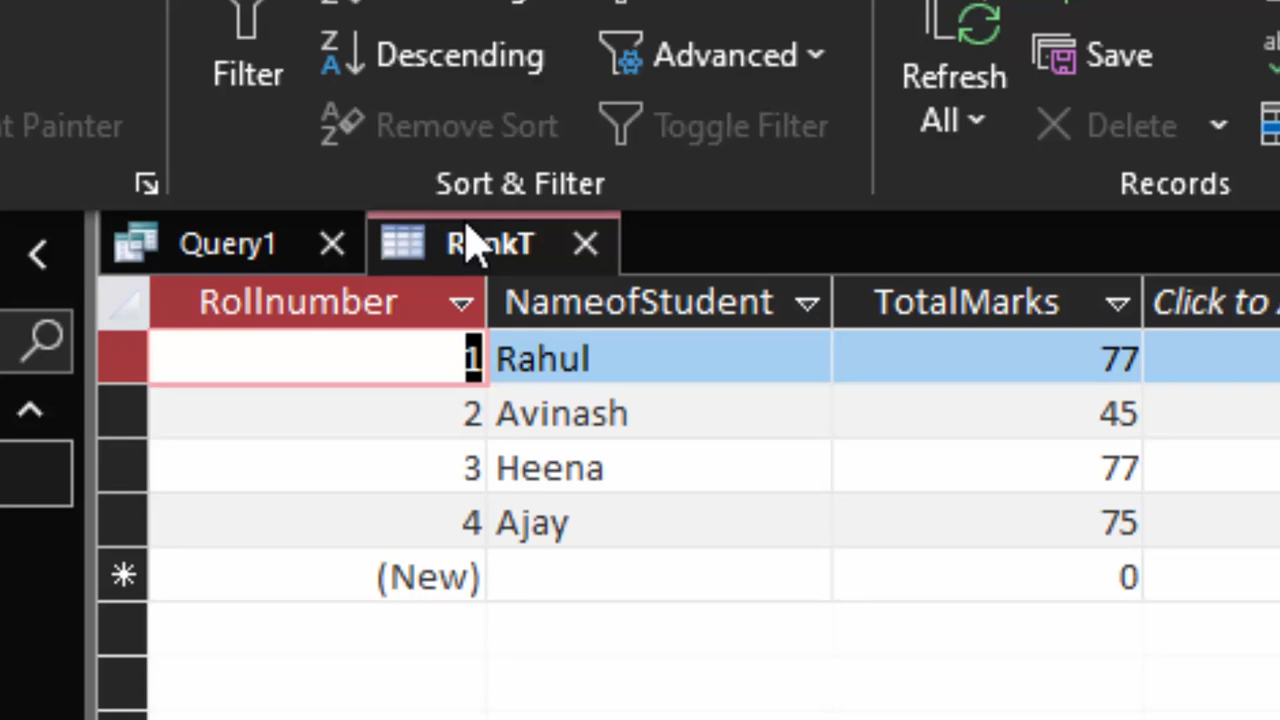 Filter
Descending
Advanced
Refresh
All
Save
t Painter
Remove Sort
Toggle Filter
Delete
Sort & Filter
Records
Query1
RankT
Rollnumber NameofStudent TotalMarks Click to
1 Rahul 77
2 Avinash 45
3 Heena 77
4 Ajay 75
(New) 0